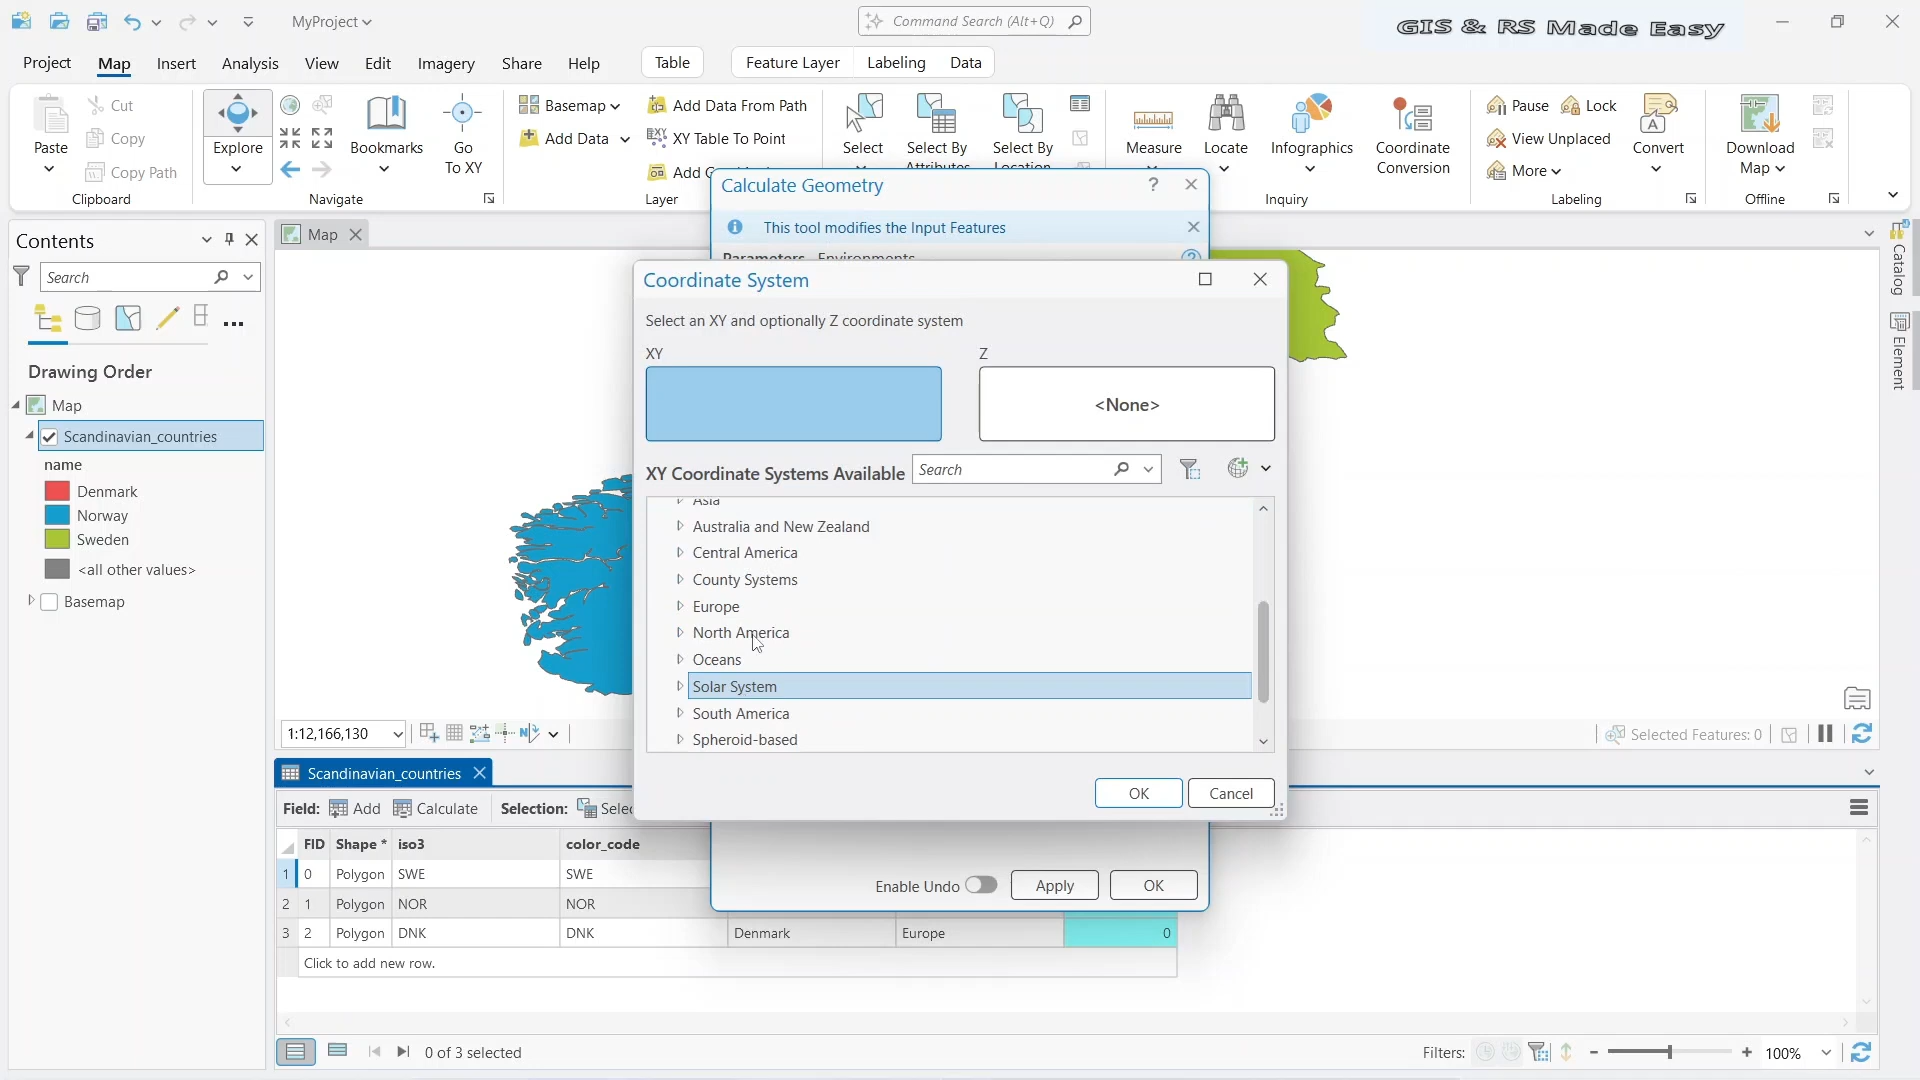 MyProject
Command Search (Alt+Q)
GIS & RS Made Easy
Project
Map
Insert
Analysis
View
Edit
Imagery
Share
Help
Table
Feature Layer
Labeling
Data
Paste
Cut
Copy
Copy Path
Clipboard
Explore
Bookmarks
Go
To XY
Navigate
Basemap
Add Data
Add Data From Path
XY Table To Point
Layer
Select
Select By
Attributes
Select By
Location
Measure
Locate
Infographics
Coordinate
Conversion
Inquiry
Pause
Lock
View Unplaced
More
Convert
Labeling
Download
Map
Offline
Contents
Search
Drawing Order
Map
Scandinavian_countries
name
Denmark
Norway
Sweden
<all other values>
Basemap
Map
Calculate Geometry
?
This tool modifies the Input Features
Parameters Environments
Coordinate System
Select an XY and optionally Z coordinate system
XY
Z
<None>
XY Coordinate Systems Available
Search
Asia
Australia and New Zealand
Central America
County Systems
Europe
North America
Oceans
Solar System
South America
Spheroid-based
OK
Cancel
Enable Undo
Apply
OK
1:12,166,130
Selected Features: 0
Catalog
Element
Scandinavian_countries
Field: Add Calculate Selection:
FID Shape * iso3 color_code
1 0 Polygon SWE SWE
2 1 Polygon NOR NOR
3 2 Polygon DNK DNK Denmark Europe 0
Click to add new row.
0 of 3 selected
Filters:
- + 100%